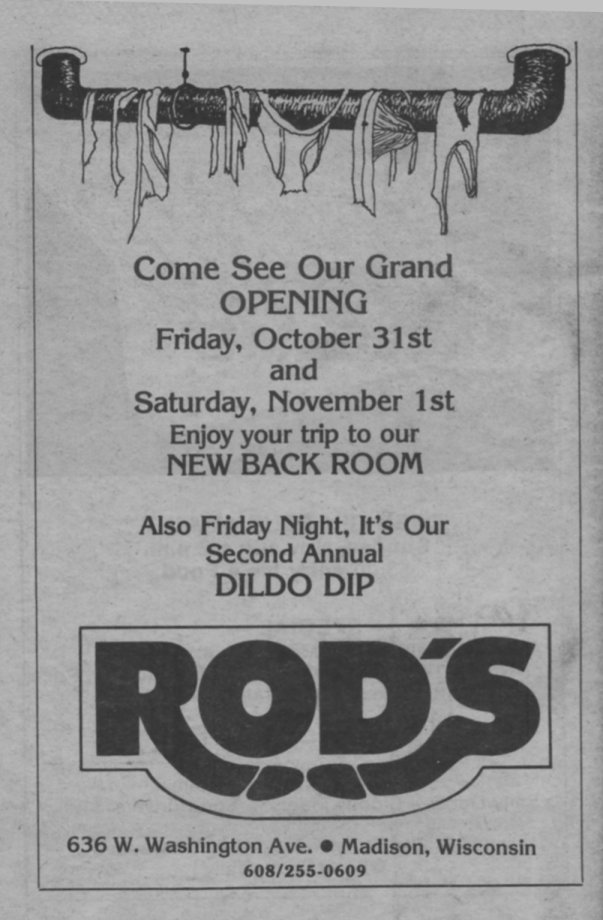 Come See Our Grand
OPENING
Friday, October 31st
and
Saturday, November 1st
Enjoy your trip to our
NEW BACK ROOM
Also Friday Night, It's Our
Second Annual
DILDO DIP
ROD'S
636 W. Washington Ave. ● Madison, Wisconsin
608/255-0609